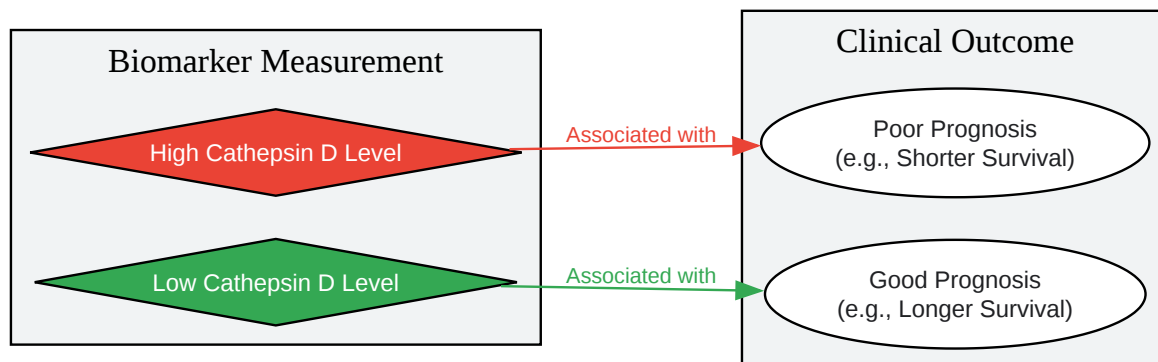 Biomarker Measurement
High Cathepsin D Level
Low Cathepsin D Level
Associated with
Associated with
Clinical Outcome
Poor Prognosis
(e.g., Shorter Survival)
Good Prognosis
(e.g., Longer Survival)